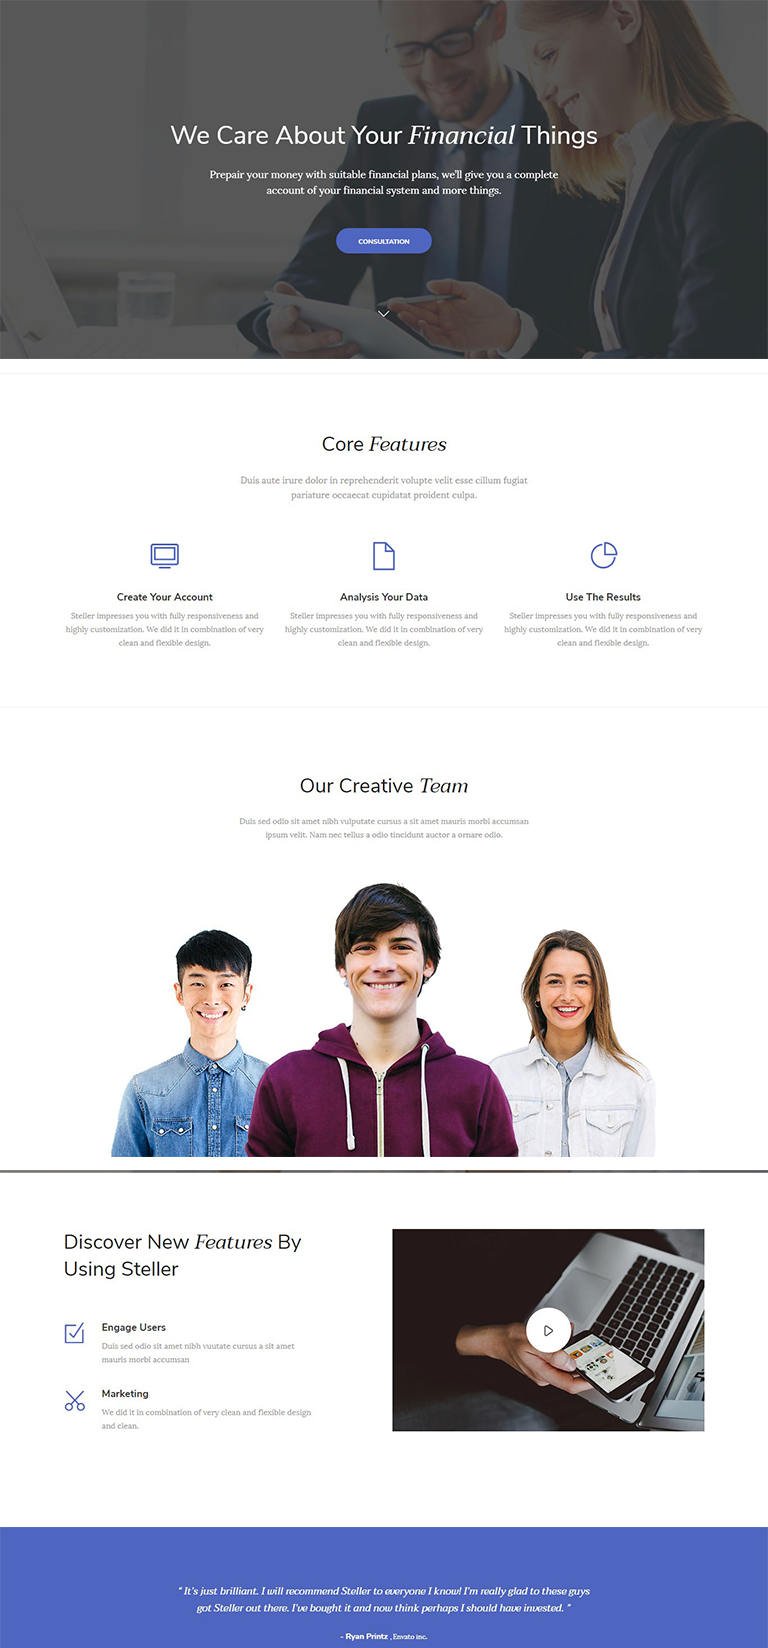 We Care About Your Financial Things
Prepair your money with suitable financial plans, we'll give you a complete
account of your financial system and more things.
CONSULTATION
Core Features
Duis aute irure dolor in reprehenderit volupte velit esse cillum fugiat
pariature occaecat cupidatat proident culpa.
Create Your Account
Steller impresses you with fully responsiveness and
highly customization. We did it in combination of very
clean and flexible design.
Analysis Your Data
Steller impresses you with fully responsiveness and
highly customization. We did it in combination of very
clean and flexible design.
Use The Results
Steller impresses you with fully responsiveness and
highly customization. We did it in combination of very
clean and flexible design.
Our Creative Team
Duis sed odio sit amet nibh vulputate cursus a sit amet mauris morbi accumsan
ipsum velit. Nam nec tellus a odio tincidunt auctor a ornare odio.
Discover New Features By
Using Steller
Engage Users
Duis sed odio sit amet nibh vuutate cursus a sit amet
mauris morbi accumsan
Marketing
We did it in combination of very clean and flexible design
and clean.
“ It's just brilliant. I will recommend Steller to everyone I know! I'm really glad to these guys
got Steller out there. I've bought it and now think perhaps I should have invested. ”
- Ryan Printz , Envato inc.